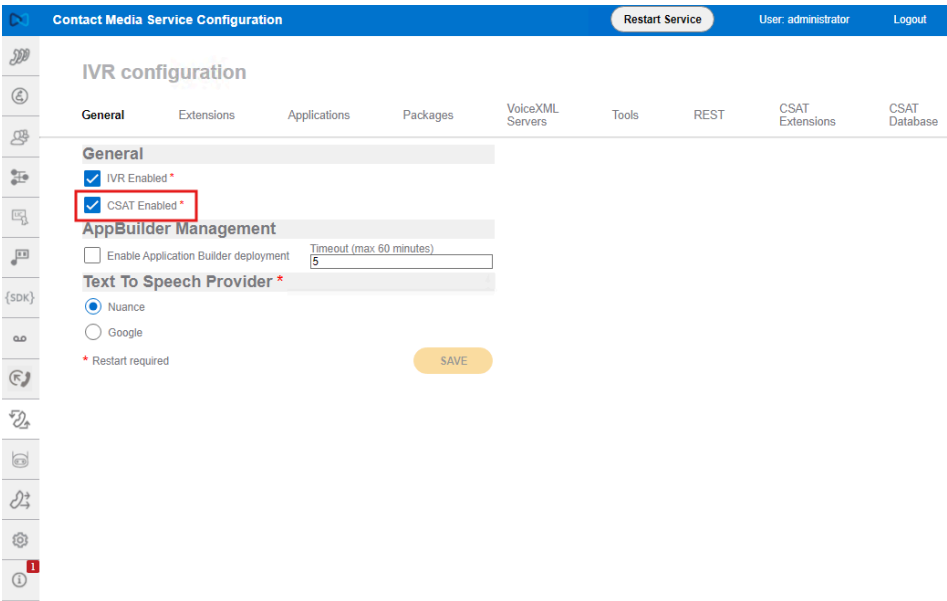 Contact Media Service Configuration
Restart Service
User: administrator
Logout
IVR configuration
General
Extensions
Applications
Packages
VoiceXML
Servers
Tools
REST
CSAT
Extensions
CSAT
Database
General
IVR Enabled *
CSAT Enabled *
AppBuilder Management
Enable Application Builder deployment
Timeout (max 60 minutes)
5
Text To Speech Provider *
Nuance
Google
* Restart required
SAVE
{SDK}
1